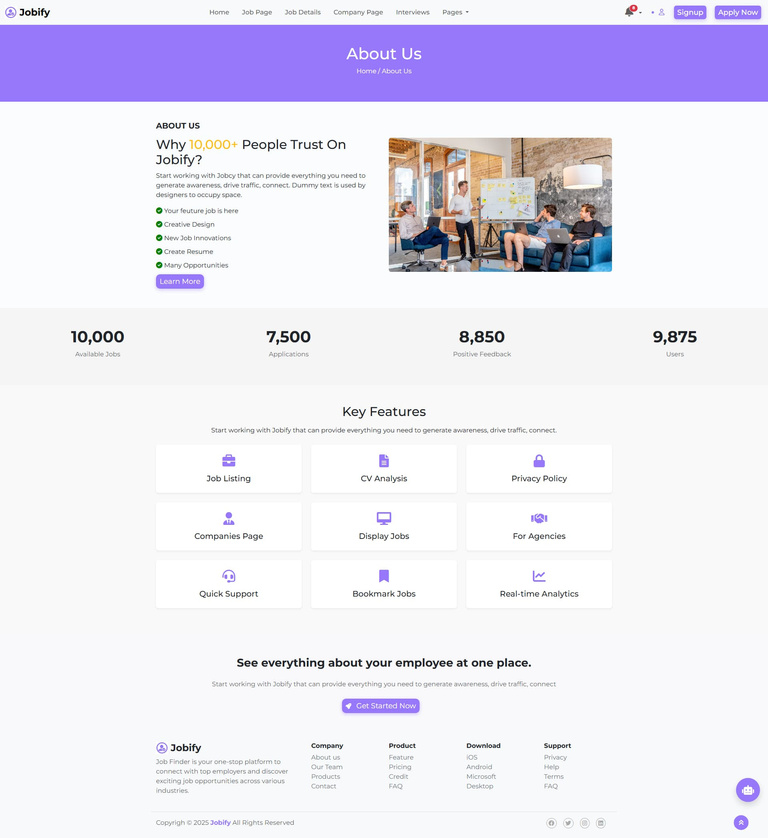 Jobify
Home Job Page Job Details Company Page Interviews Pages
Signup Apply Now
About Us
Home / About Us
ABOUT US
Why 10,000+ People Trust On
Jobify?
Start working with Jobcy that can provide everything you need to
generate awareness, drive traffic, connect. Dummy text is used by
designers to occupy space.
Your feuture job is here
Creative Design
New Job Innovations
Create Resume
Many Opportunities
Learn More
10,000 7,500 8,850 9,875
Available Jobs Applications Positive Feedback Users
Key Features
Start working with Jobify that can provide everything you need to generate awareness, drive traffic, connect.
Job Listing CV Analysis Privacy Policy
Companies Page Display Jobs For Agencies
Quick Support Bookmark Jobs Real-time Analytics
See everything about your employee at one place.
Start working with Jobify that can provide everything you need to generate awareness, drive traffic, connect
Get Started Now
Jobify
Job Finder is your one-stop platform to
connect with top employers and discover
exciting job opportunities across various
industries.
Company
About us
Our Team
Products
Contact
Product
Feature
Pricing
Credit
FAQ
Download
iOS
Android
Microsoft
Desktop
Support
Privacy
Help
Terms
FAQ
Copyrigh © 2025 Jobify All Rights Reserved